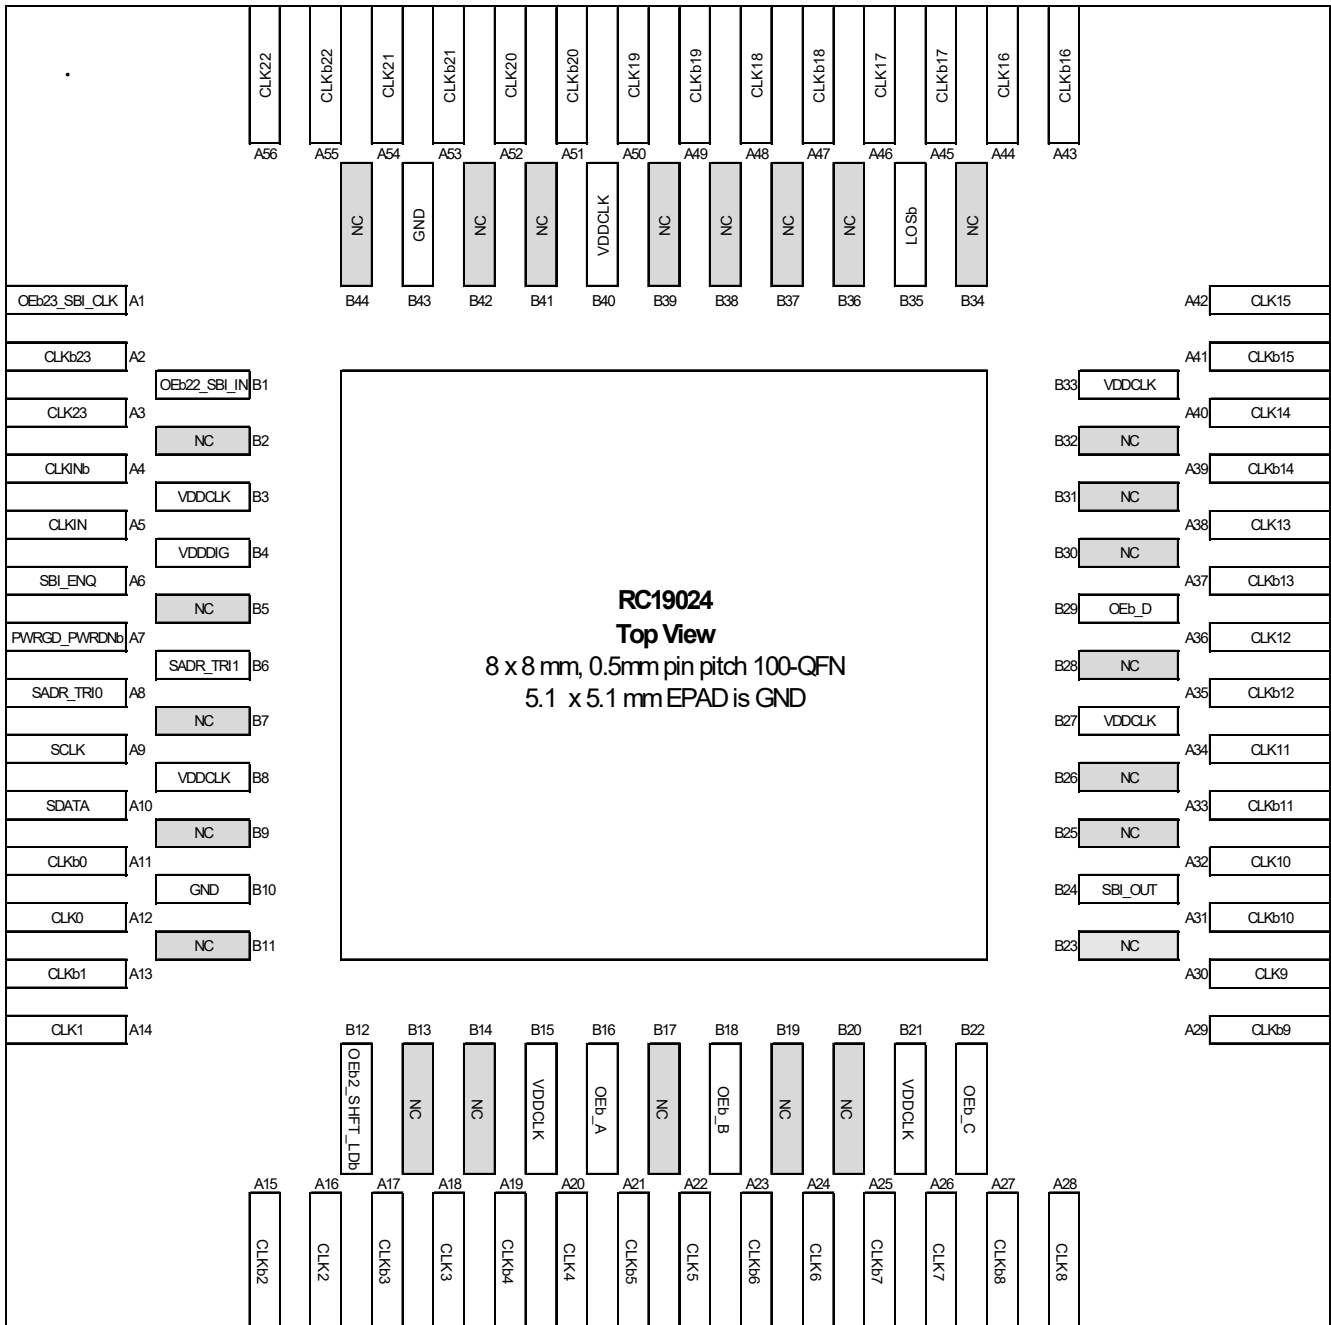 CLK22 CLKb22 CLK21 CLKb21 CLK20 CLKb20 CLK19 CLKb19 CLK18 CLKb18 CLK17 CLKb17 CLK16 CLKb16
A56 A55 A54 A53 A52 A51 A50 A49 A48 A47 A46 A45 A44 A43
NC GND NC NC VDDCLK NC NC NC NC LOSb NC
B44 B43 B42 B41 B40 B39 B38 B37 B36 B35 B34
OEb23_SBI_CLK A1
CLKb23 A2
OEb22_SBI_IN B1
CLK23 A3
NC B2
CLKINb A4
VDDCLK B3
CLKIN A5
VDDDIG B4
SBI_ENQ A6
NC B5
PWRGD_PWRDNb A7
SADR_TRI1 B6
SADR_TRI0 A8
NC B7
SCLK A9
VDDCLK B8
SDATA A10
NC B9
CLKb0 A11
GND B10
CLK0 A12
NC B11
CLKb1 A13
CLK1 A14
RC19024
Top View
8 x 8 mm, 0.5mm pin pitch 100-QFN
5.1 x 5.1 mm EPAD is GND
A42 CLK15
A41 CLKb15
B33 VDDCLK
A40 CLK14
B32 NC
A39 CLKb14
B31 NC
A38 CLK13
B30 NC
A37 CLKb13
B29 OEb_D
A36 CLK12
B28 NC
A35 CLKb12
B27 VDDCLK
A34 CLK11
B26 NC
A33 CLKb11
B25 NC
A32 CLK10
B24 SBI_OUT
A31 CLKb10
B23 NC
A30 CLK9
A29 CLKb9
B12 B13 B14 B15 B16 B17 B18 B19 B20 B21 B22
OEb2_SHFT_LDb NC NC VDDCLK OEb_A NC OEb_B NC NC VDDCLK OEb_C
A15 A16 A17 A18 A19 A20 A21 A22 A23 A24 A25 A26 A27 A28
CLKb2 CLK2 CLKb3 CLK3 CLKb4 CLK4 CLKb5 CLK5 CLKb6 CLK6 CLKb7 CLK7 CLKb8 CLK8